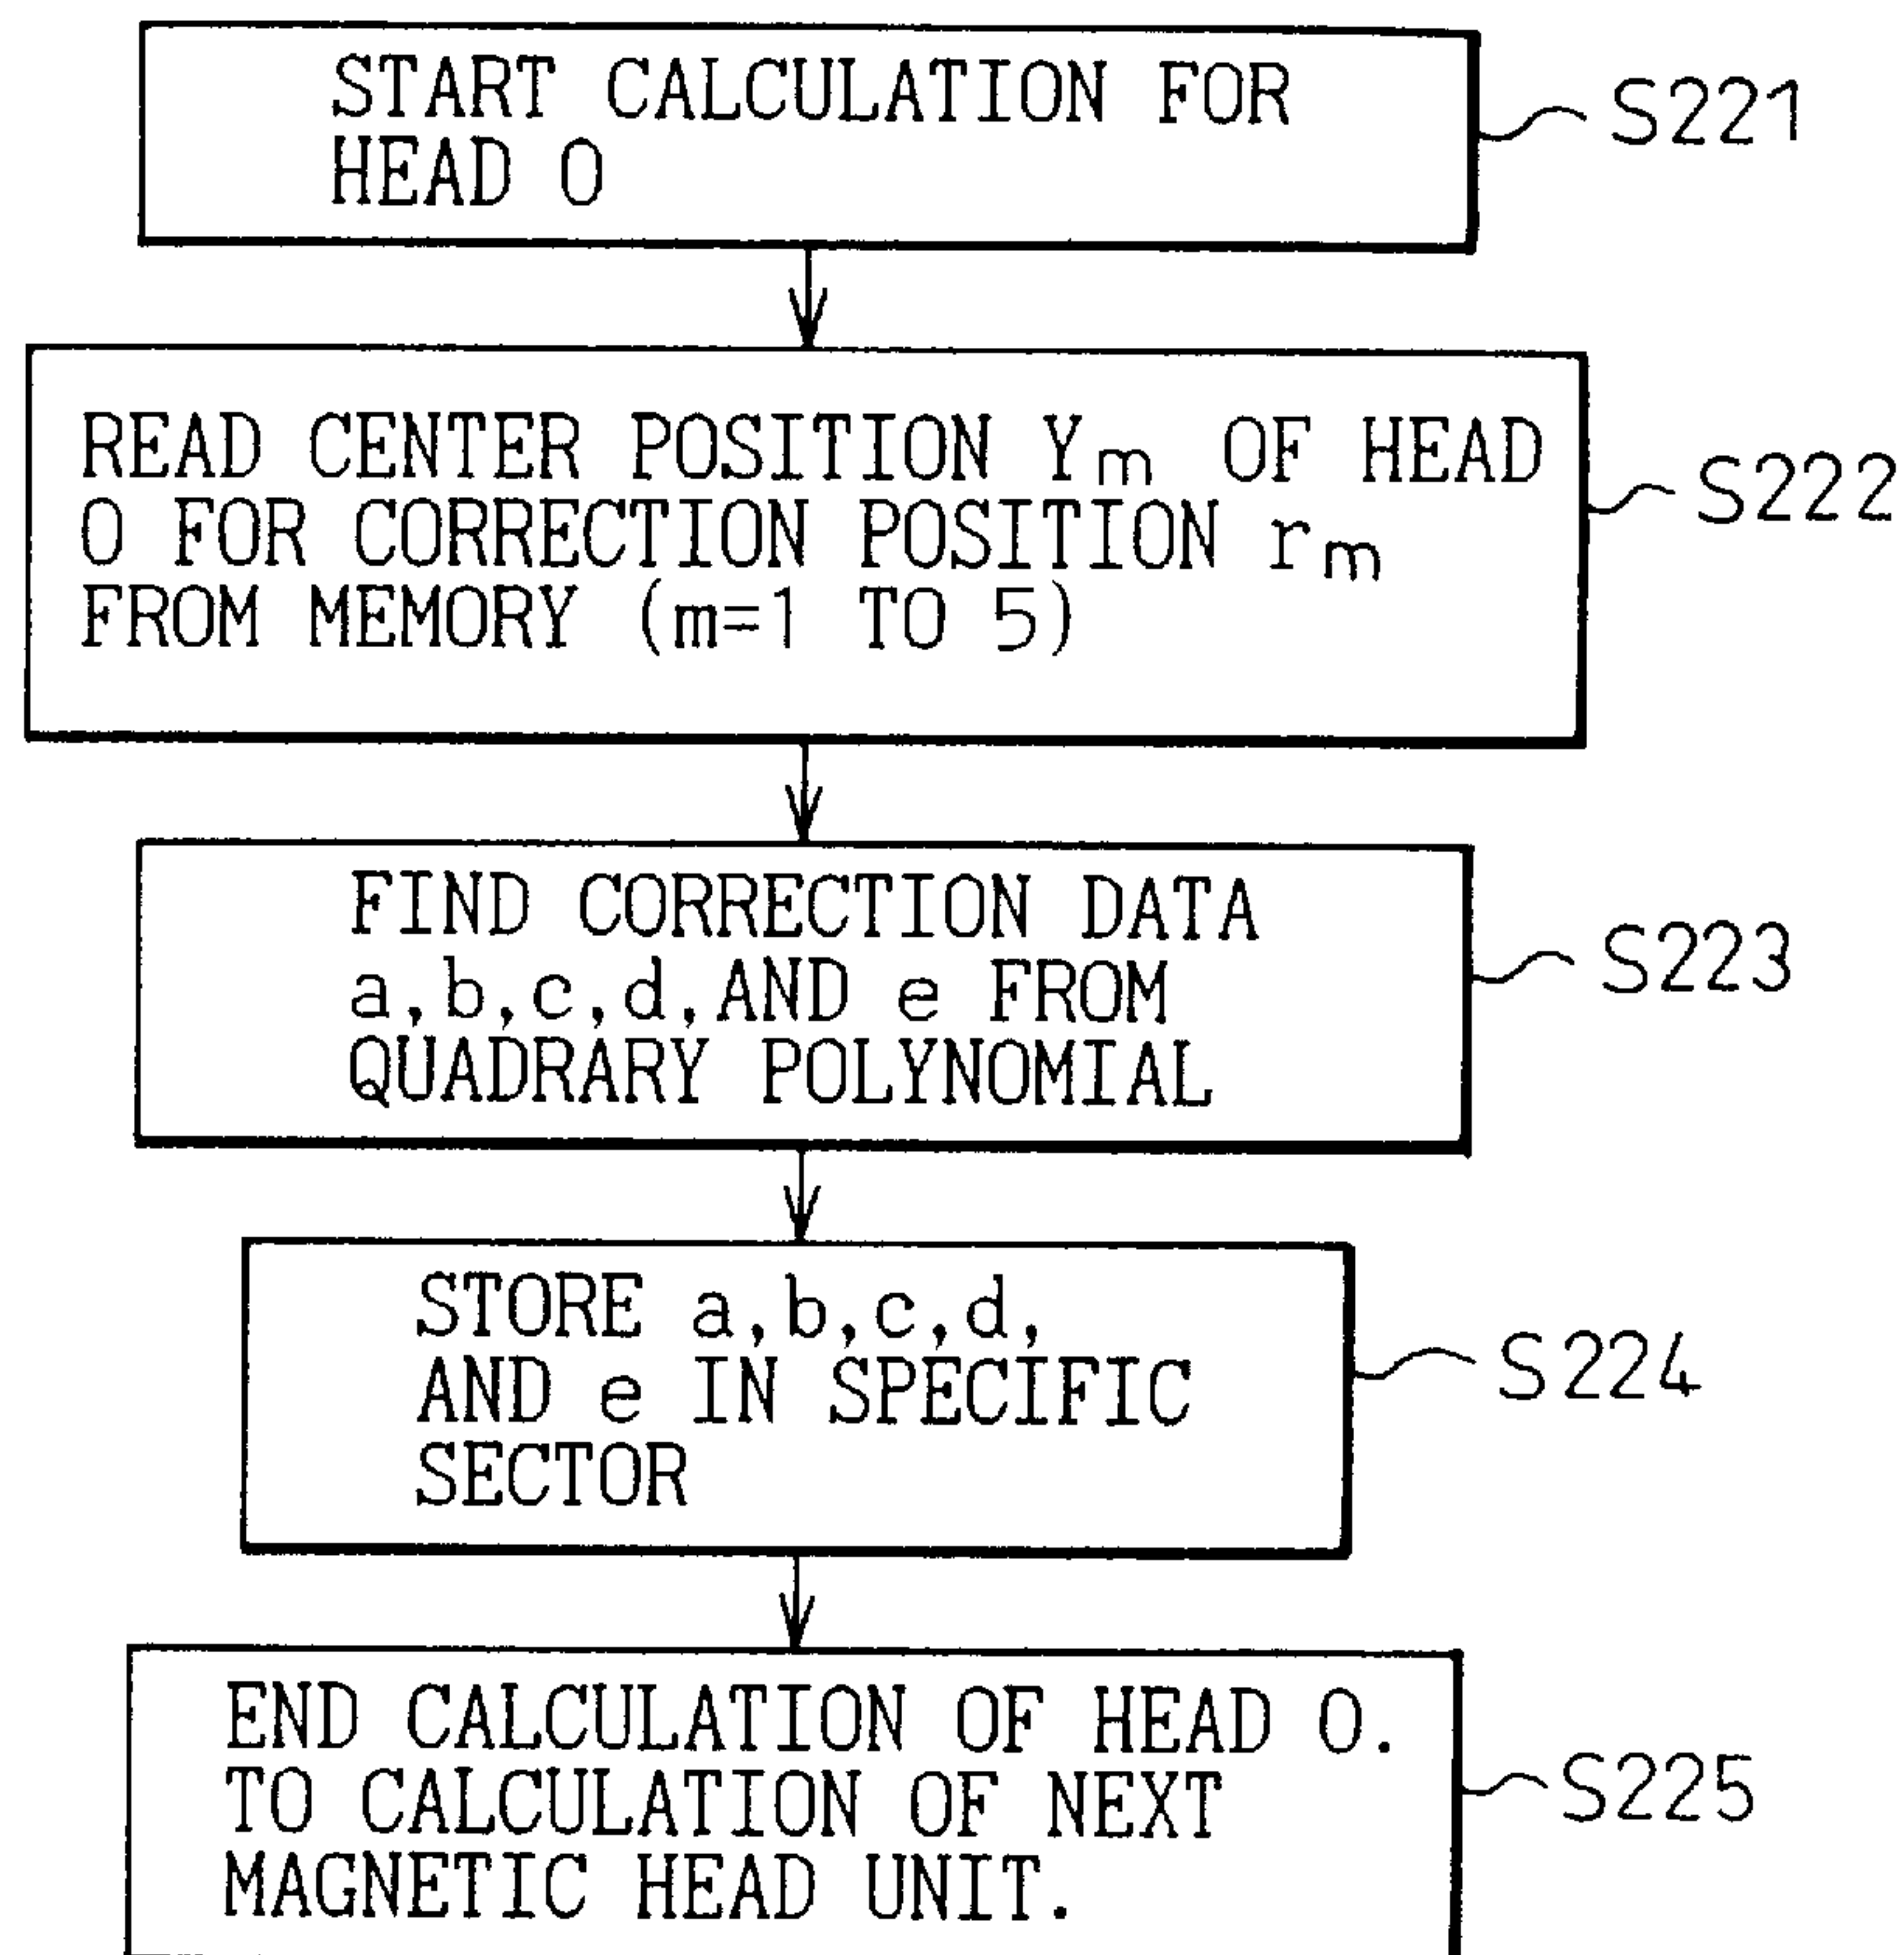 START CALCULATION FOR
HEAD 0
S221
READ CENTER POSITION Ym OF HEAD
0 FOR CORRECTION POSITION rm
FROM MEMORY (m=1 TO 5)
S222
FIND CORRECTION DATA
a,b,c,d,AND e FROM
QUADRARY POLYNOMIAL
S223
STORE a,b,c,d,
AND e IN SPECIFIC
SECTOR
S224
END CALCULATION OF HEAD 0.
TO CALCULATION OF NEXT
MAGNETIC HEAD UNIT.
S225